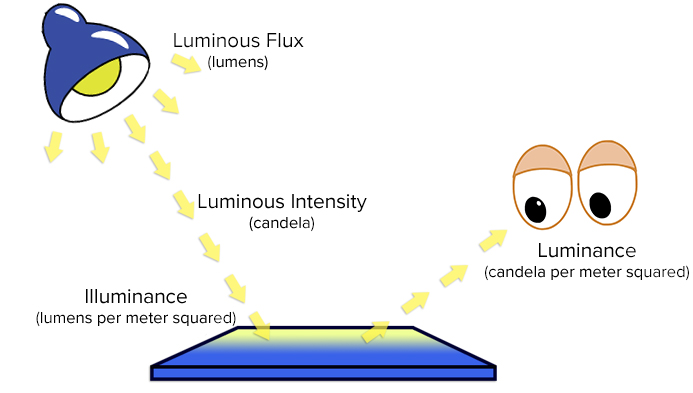 Luminous Flux
(lumens)
Luminous Intensity
(candela)
Luminance
(candela per meter squared)
Illuminance
(lumens per meter squared)